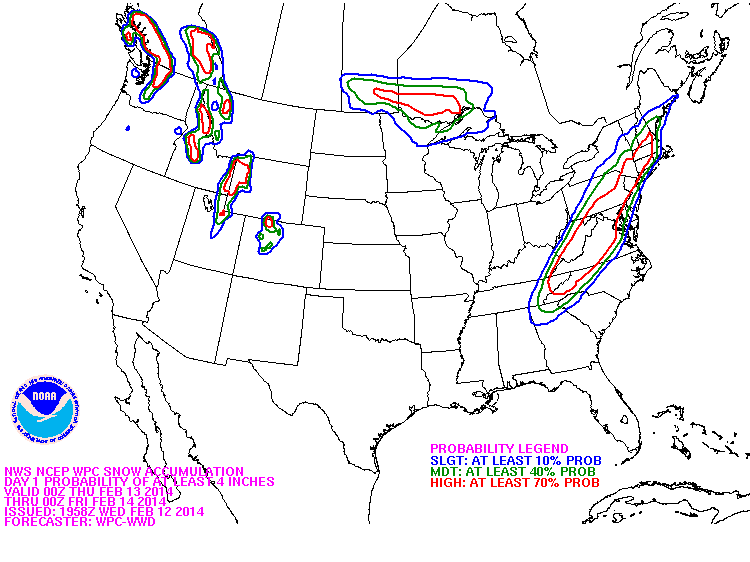 NOAA
NWS NCEP WPC SNOW ACCUMULATION
DAY 1 PROBABILITY OF AT LEAST 4 INCHES
VALID 00Z THU FEB 13 2014
THRU 00Z FRI FEB 14 2014
ISSUED: 1958Z WED FEB 12 2014
FORECASTER: WPC-WWD
PROBABILITY LEGEND
SLGT: AT LEAST 10% PROB
MDT: AT LEAST 40% PROB
HIGH: AT LEAST 70% PROB